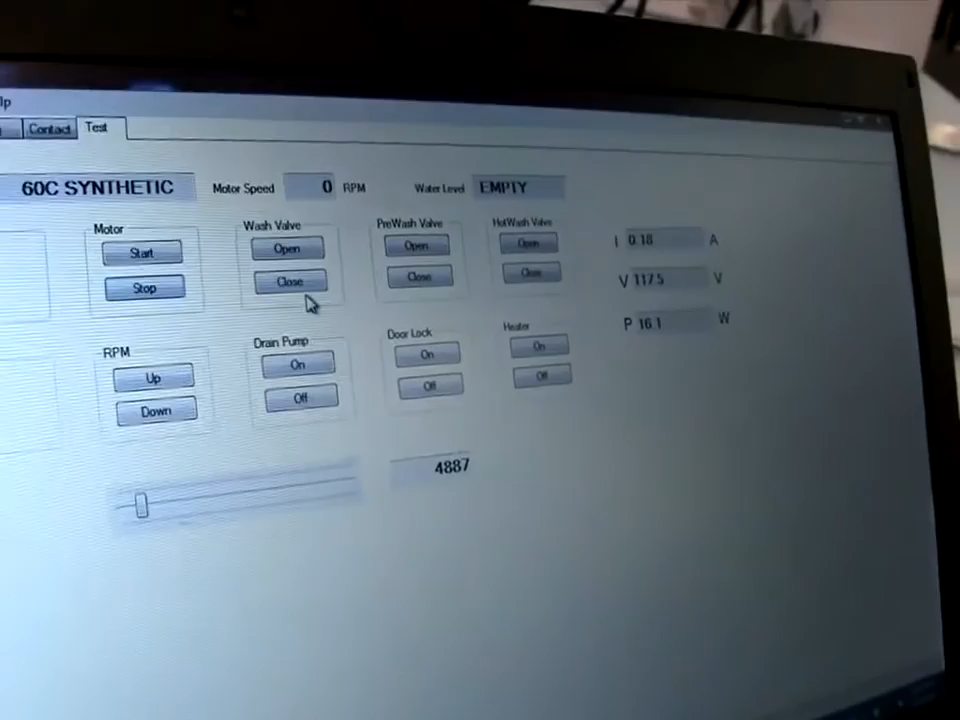 lp
Contact Test
60C SYNTHETIC Motor Speed 0 RPM Water Level EMPTY
Motor Wash Valve PreWash Valve HotWash Valve
Start Open Open Open I 0.18 A
Stop Close Close Close V 117.5 V
RPM Drain Pump Door Lock Heater P 16.1 W
Up On On On
Down Off Off Off
4887